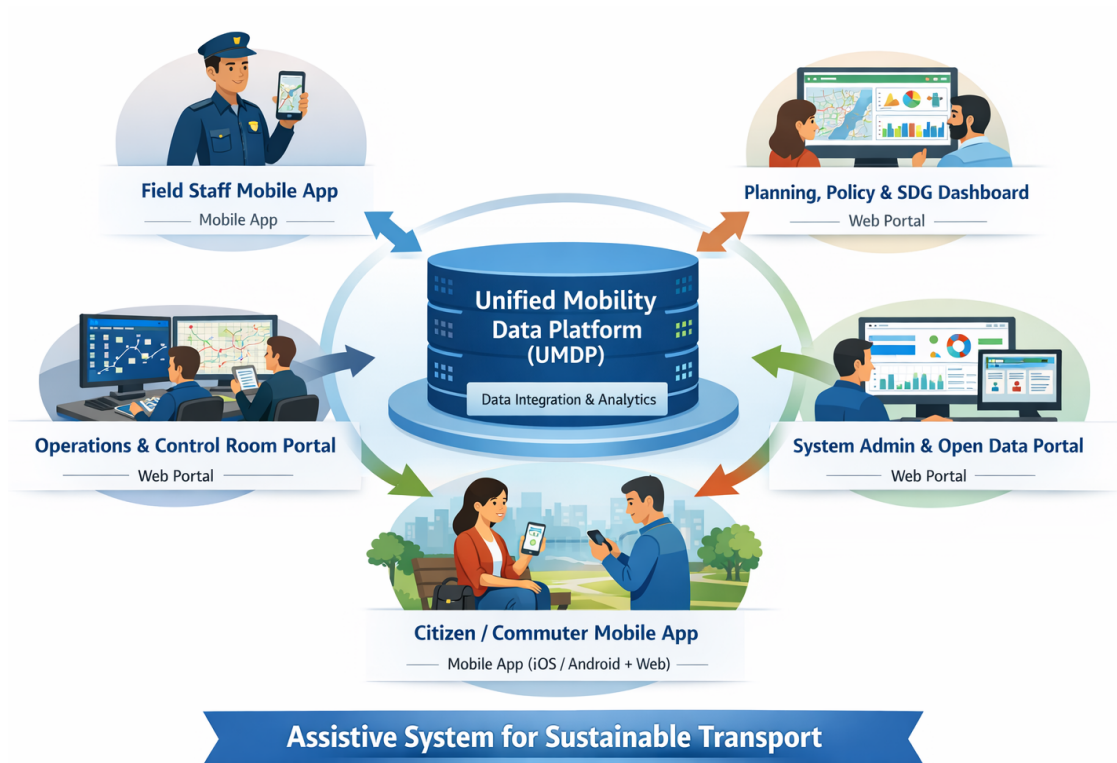 Field Staff Mobile App
Mobile App
Planning, Policy & SDG Dashboard
Web Portal
Unified Mobility
Data Platform
(UMDP)
Data Integration & Analytics
Operations & Control Room Portal
Web Portal
System Admin & Open Data Portal
Web Portal
Citizen / Commuter Mobile App
Mobile App (iOS / Android + Web)
Assistive System for Sustainable Transport